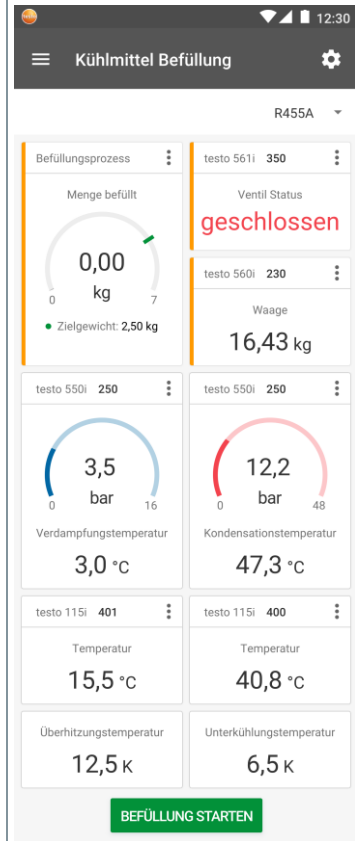 12:30
Kühlmittel Befüllung
R455A
Befüllungsprozess
Menge befüllt
0,00
kg
0 7
Zielgewicht: 2,50 kg
testo 561i 350
Ventil Status
geschlossen
testo 560i 230
Waage
16,43 kg
testo 550i 250
3,5
bar
0 16
Verdampfungstemperatur
3,0 °C
testo 550i 250
12,2
bar
0 48
Kondensationstemperatur
47,3 °C
testo 115i 401
Temperatur
15,5 °C
testo 115i 400
Temperatur
40,8 °C
Überhitzungstemperatur
12,5 K
Unterkühlungstemperatur
6,5 K
BEFÜLLUNG STARTEN